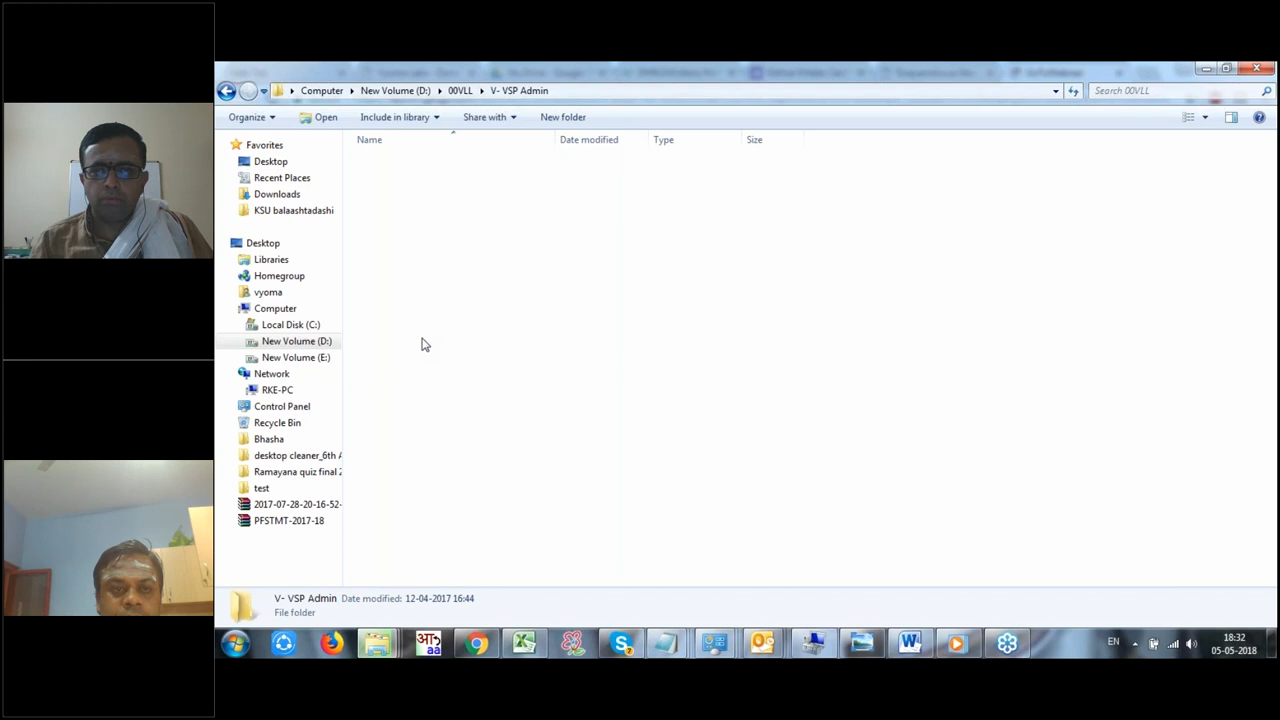 Computer ▸ New Volume (D:) ▸ 00VLL ▸ V- VSP Admin
Search 00VLL
Organize Open Include in library Share with New folder
Name Date modified Type Size
Favorites
Desktop
Recent Places
Downloads
KSU balaashtadashi
Desktop
Libraries
Homegroup
vyoma
Computer
Local Disk (C:)
New Volume (D:)
New Volume (E:)
Network
RKE-PC
Control Panel
Recycle Bin
Bhasha
desktop cleaner_6th A
Ramayana quiz final 2
test
2017-07-28-20-16-52-
PFSTMT-2017-18
V- VSP Admin Date modified: 12-04-2017 16:44
File folder
आ
aa
EN
18:32
05-05-2018